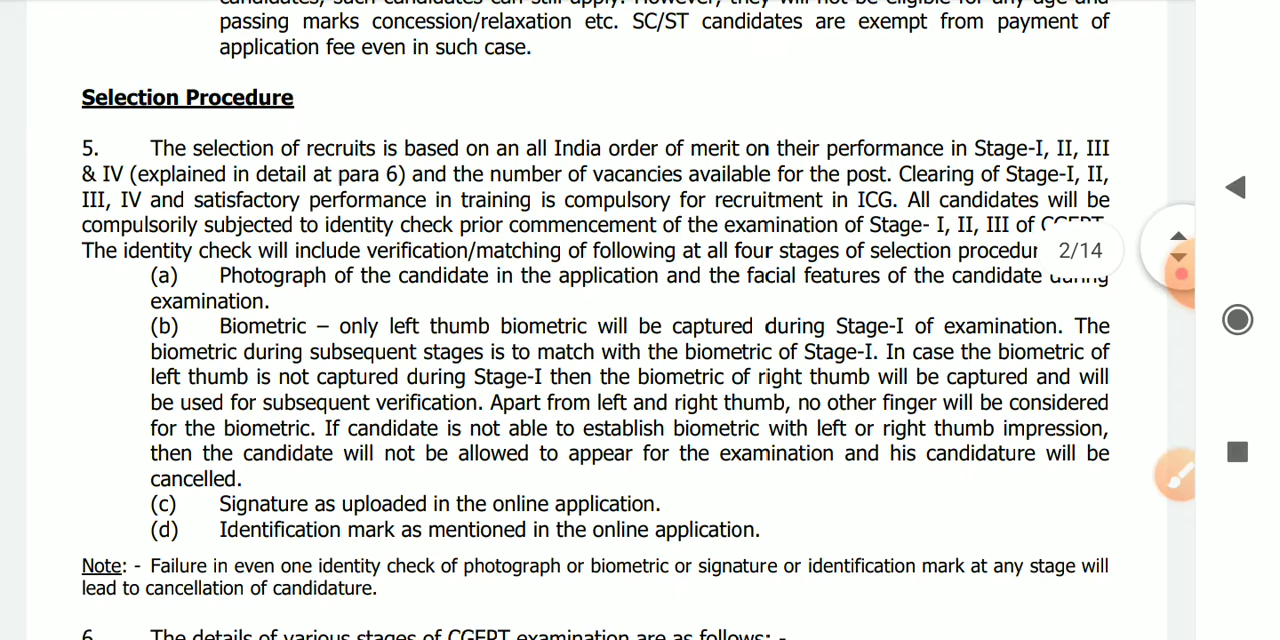 passing marks concession/relaxation etc. SC/ST candidates are exempt from payment of
application fee even in such case.
Selection Procedure
5. The selection of recruits is based on an all India order of merit on their performance in Stage-I, II, III
& IV (explained in detail at para 6) and the number of vacancies available for the post. Clearing of Stage-I, II,
III, IV and satisfactory performance in training is compulsory for recruitment in ICG. All candidates will be
compulsorily subjected to identity check prior commencement of the examination of Stage- I, II, III of
The identity check will include verification/matching of following at all four stages of selection
2/14
(a) Photograph of the candidate in the application and the facial features of the candidate
examination.
(b) Biometric – only left thumb biometric will be captured during Stage-I of examination. The
biometric during subsequent stages is to match with the biometric of Stage-I. In case the biometric of
left thumb is not captured during Stage-I then the biometric of right thumb will be captured and will
be used for subsequent verification. Apart from left and right thumb, no other finger will be considered
for the biometric. If candidate is not able to establish biometric with left or right thumb impression,
then the candidate will not be allowed to appear for the examination and his candidature will be
cancelled.
(c) Signature as uploaded in the online application.
(d) Identification mark as mentioned in the online application.
Note: - Failure in even one identity check of photograph or biometric or signature or identification mark at any stage will
lead to cancellation of candidature.
6. The details of various stages of CGEPT examination are as follows: -